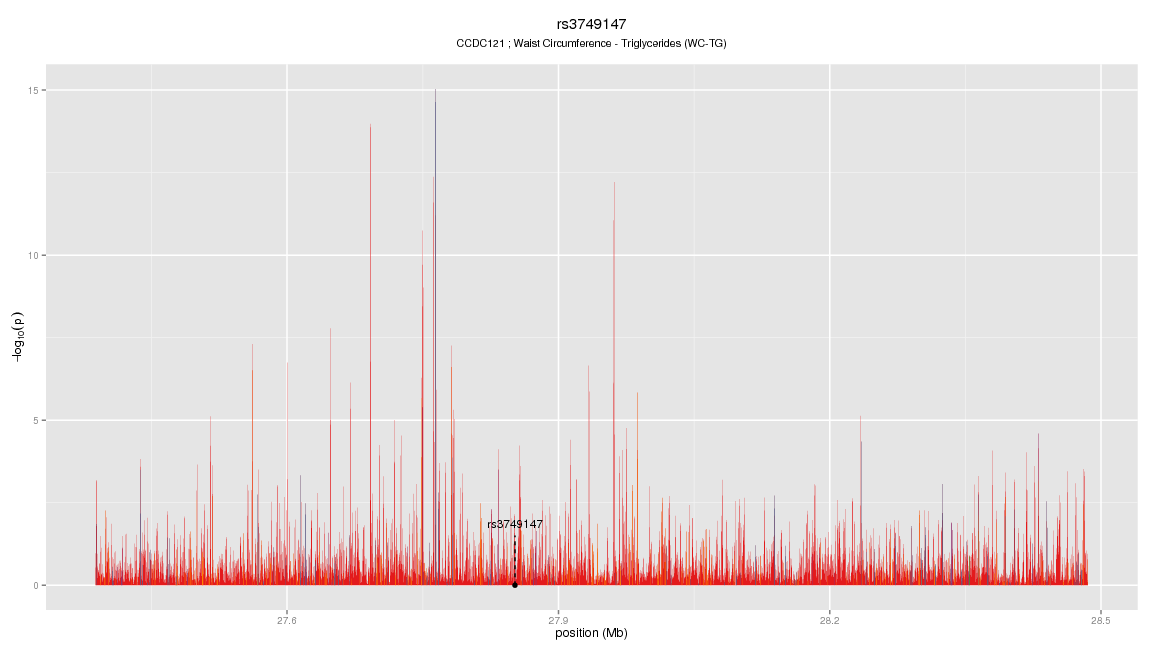 rs3749147
CCDC121 ; Waist Circumference - Triglycerides (WC-TG)
15
10
5
0
−log10(p)
rs3749147
27.6
27.9
28.2
28.5
position (Mb)